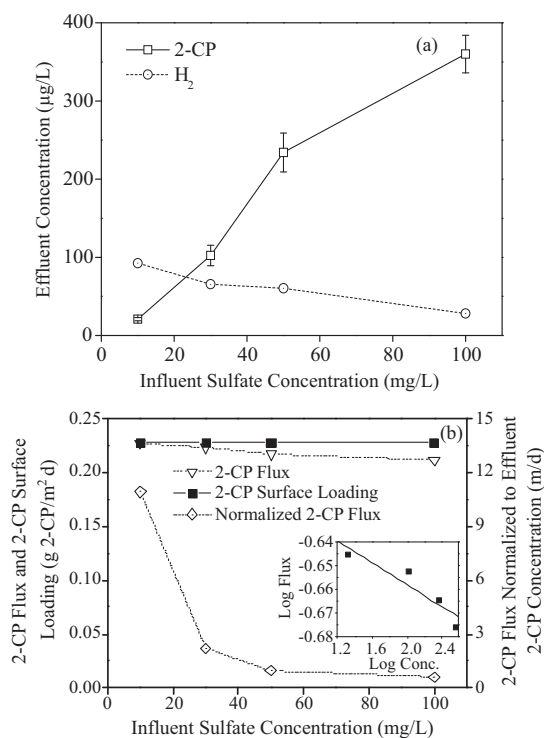 400
300
200
100
0
Effluent Concentration (μg/L)
2-CP
H2
(a)
0 20 40 60 80 100
Influent Sulfate Concentration (mg/L)
0.25
0.20
0.15
0.10
0.05
0.00
2-CP Flux and 2-CP Surface
Loading (g 2-CP/m² d)
(b)
2-CP Flux
2-CP Surface Loading
Normalized 2-CP Flux
-0.64
-0.66
-0.67
-0.68
Log Flux
1.2 2.0 2.4
Log Conc.
15
12
9
6
3
0
2-CP Flux Normalized to Effluent
2-CP Concentration (m/d)
0 20 40 60 80 100
Influent Sulfate Concentration (mg/L)